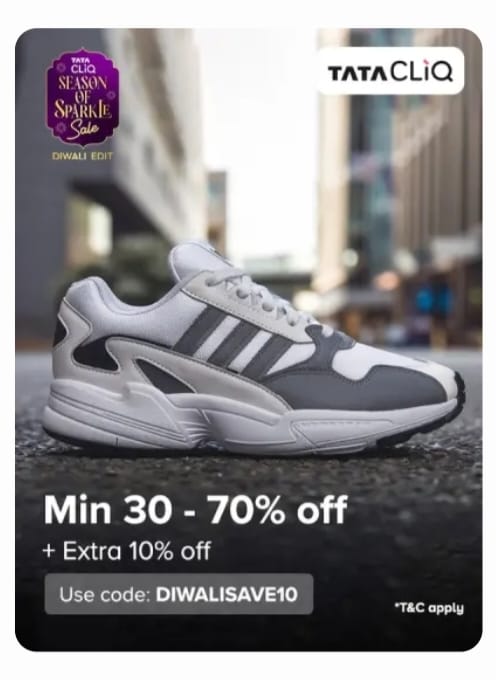 TATA
CLiQ
SEASON
OF
SPARKLE
Sale
DIWALI EDIT
TATA CLiQ
Min 30 - 70% off
+ Extra 10% off
Use code: DIWALISAVE10
*T&C apply